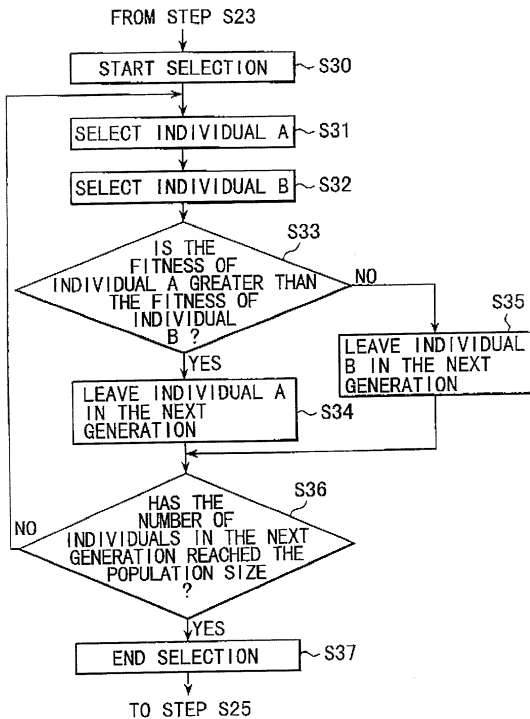 FROM STEP S23
START SELECTION
S30
SELECT INDIVIDUAL A
S31
SELECT INDIVIDUAL B
S32
S33
IS THE
FITNESS OF
INDIVIDUAL A GREATER THAN
THE FITNESS OF
INDIVIDUAL
B ?
NO
YES
S35
LEAVE INDIVIDUAL
B IN THE NEXT
GENERATION
LEAVE INDIVIDUAL A
IN THE NEXT
GENERATION
S34
S36
HAS THE
NUMBER OF
INDIVIDUALS IN THE NEXT
GENERATION REACHED THE
POPULATION SIZE
?
NO
YES
END SELECTION
S37
TO STEP S25